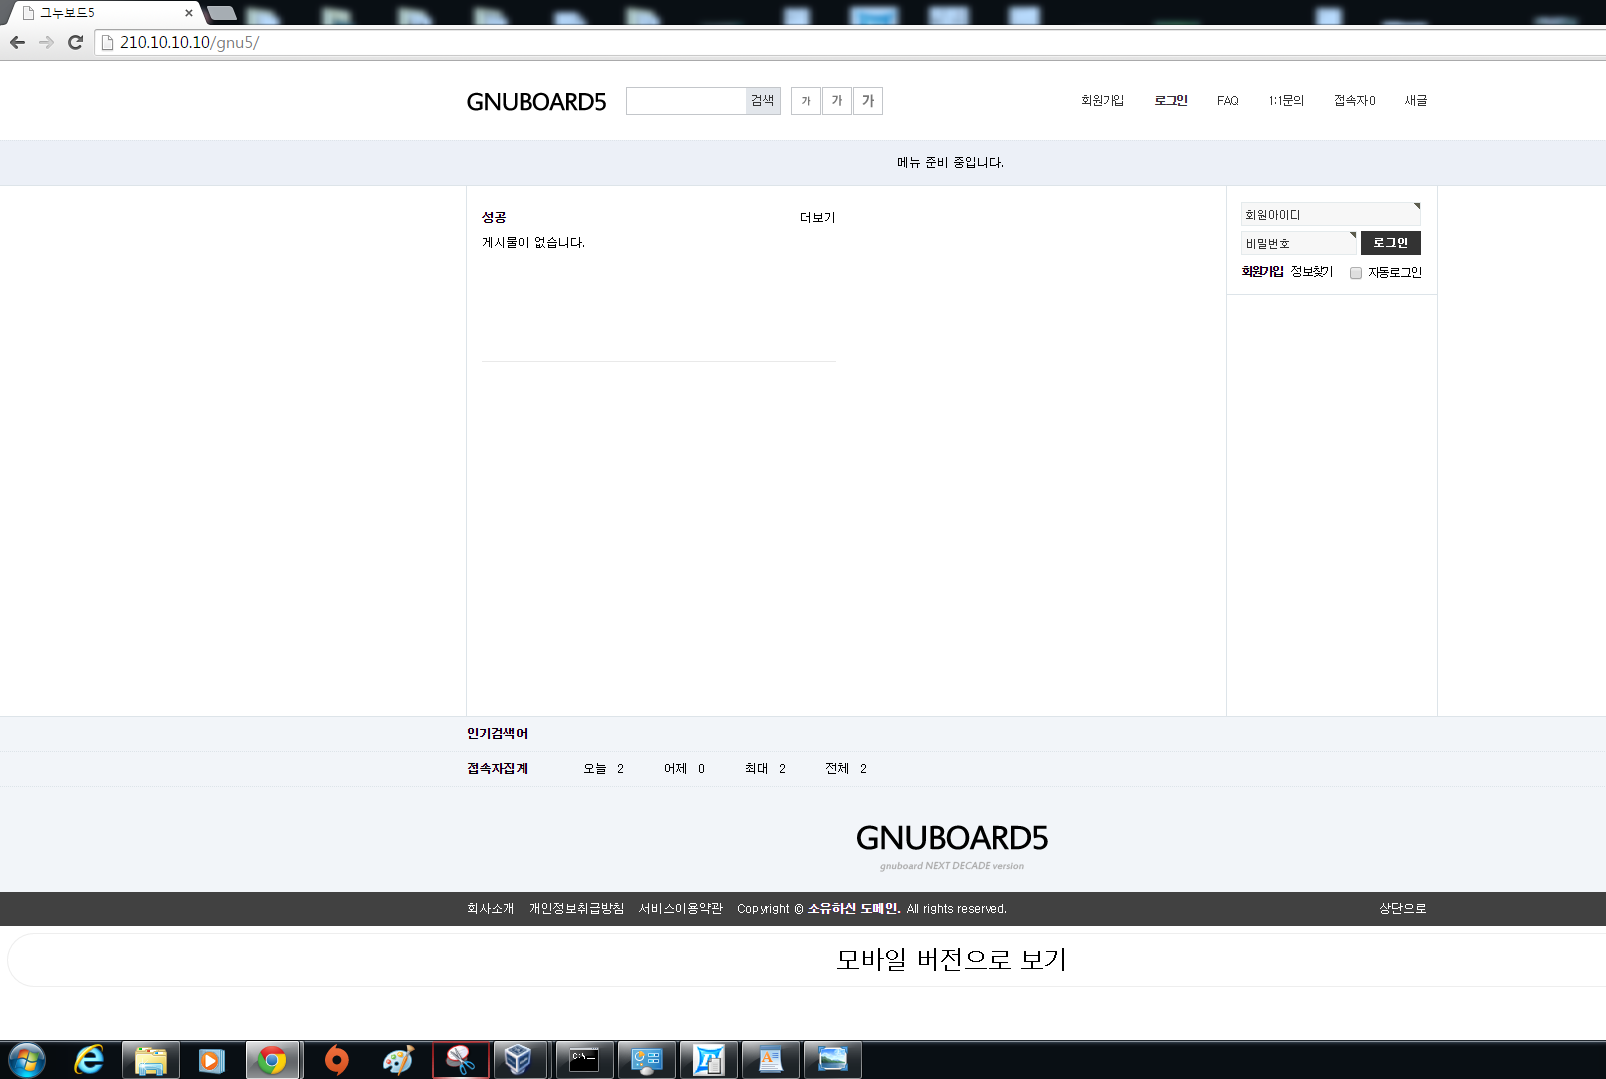 그누보드5
210.10.10.10/gnu5/
GNUBOARD5 검색 가 가 가 회원가입 로그인 FAQ 1:1문의 접속자 0 새글
메뉴 준비 중입니다.
성공 더보기
게시물이 없습니다.
회원아이디
비밀번호 로그인
회원가입 정보찾기 자동로그인
인기검색어
접속자집계 오늘 2 어제 0 최대 2 전체 2
GNUBOARD5
gnuboard NEXT DECADE version
회사소개 개인정보취급방침 서비스이용약관 Copyright © 소유하신 도메인. All rights reserved. 상단으로
모바일 버전으로 보기